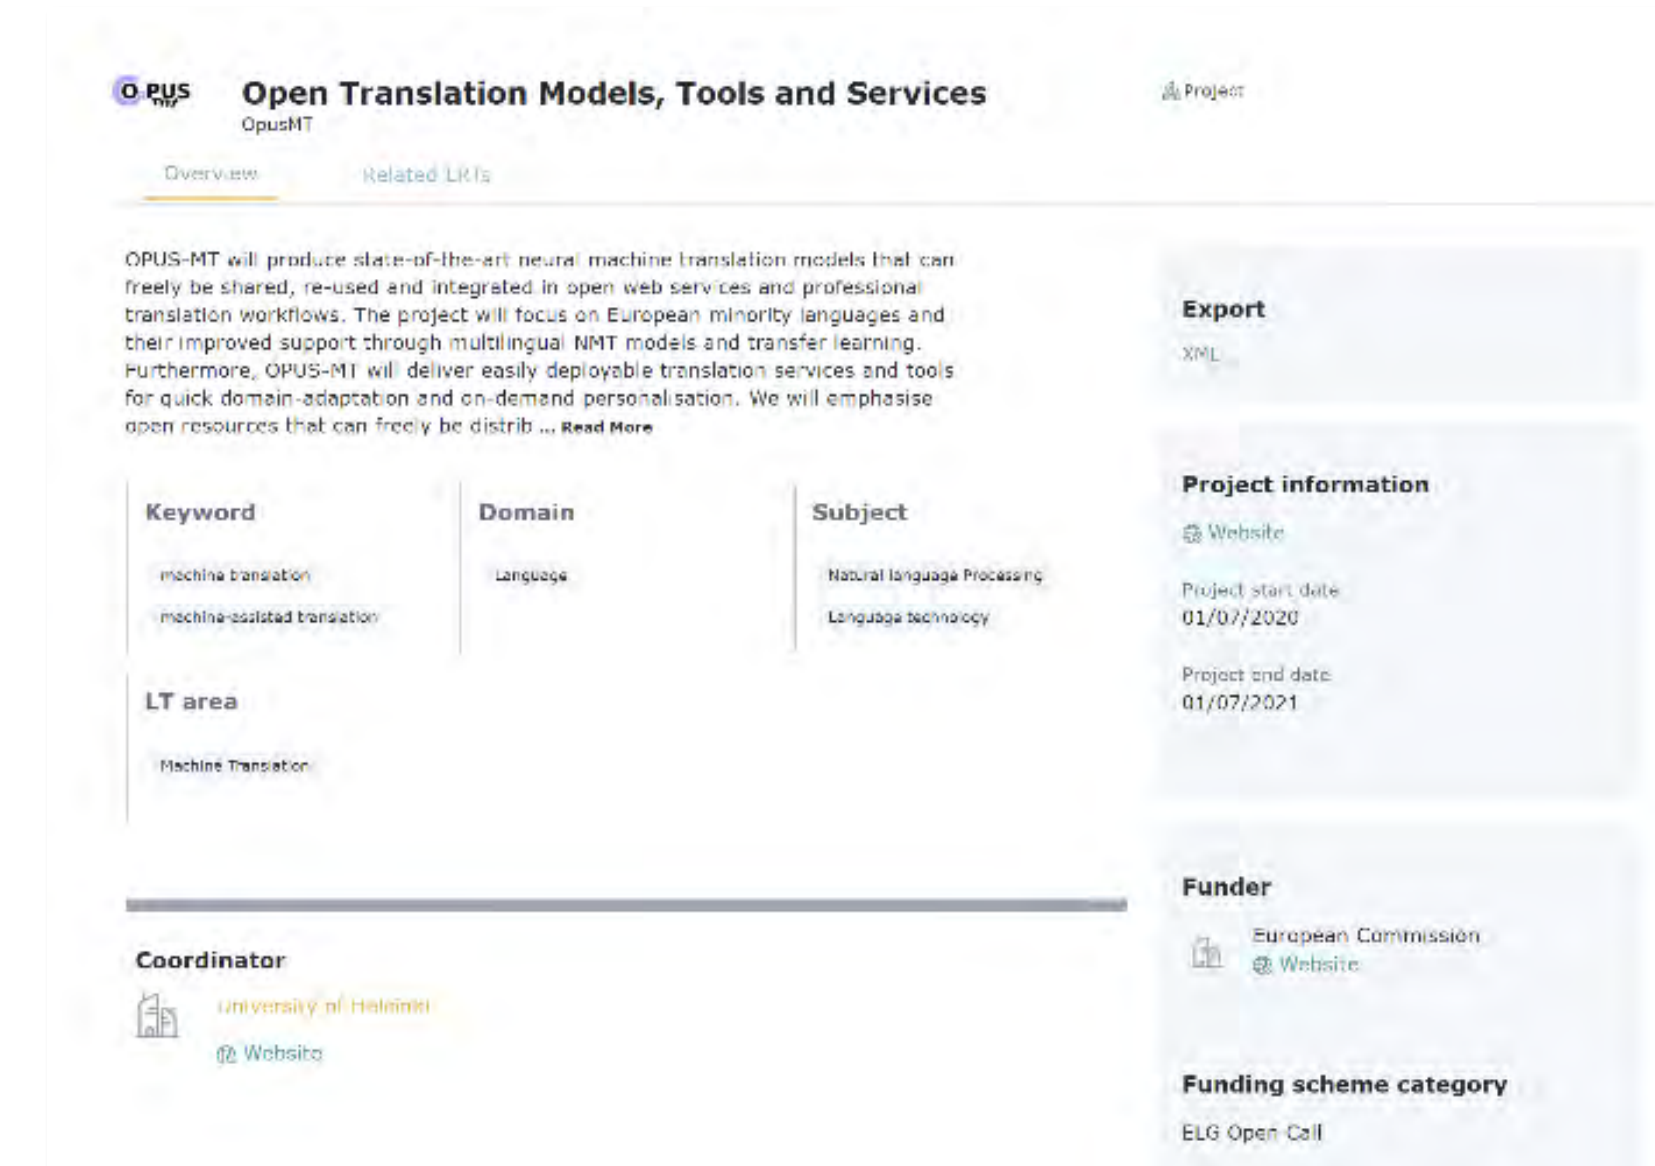 OPUS
Open Translation Models, Tools and Services
OpusMT
Project
Overview
Related LRTs
OPUS-MT will produce state-of-the-art neural machine translation models that can
freely be shared, re-used and integrated in open web services and professional
translation workflows. The project will focus on European minority languages and
their improved support through multilingual NMT models and transfer learning.
Furthermore, OPUS-MT will deliver easily deployable translation services and tools
for quick domain-adaptation and on-demand personalisation. We will emphasise
open resources that can freely be distrib ... Read More
Keyword
machine translation
machine-assisted translation
Domain
Language
Subject
Natural language Processing
Language technology
LT area
Machine Translation
Coordinator
University of Helsinki
Website
Export
XML
Project information
Website
Project start date
01/07/2020
Project end date
01/07/2021
Funder
European Commission
Website
Funding scheme category
ELG Open Call